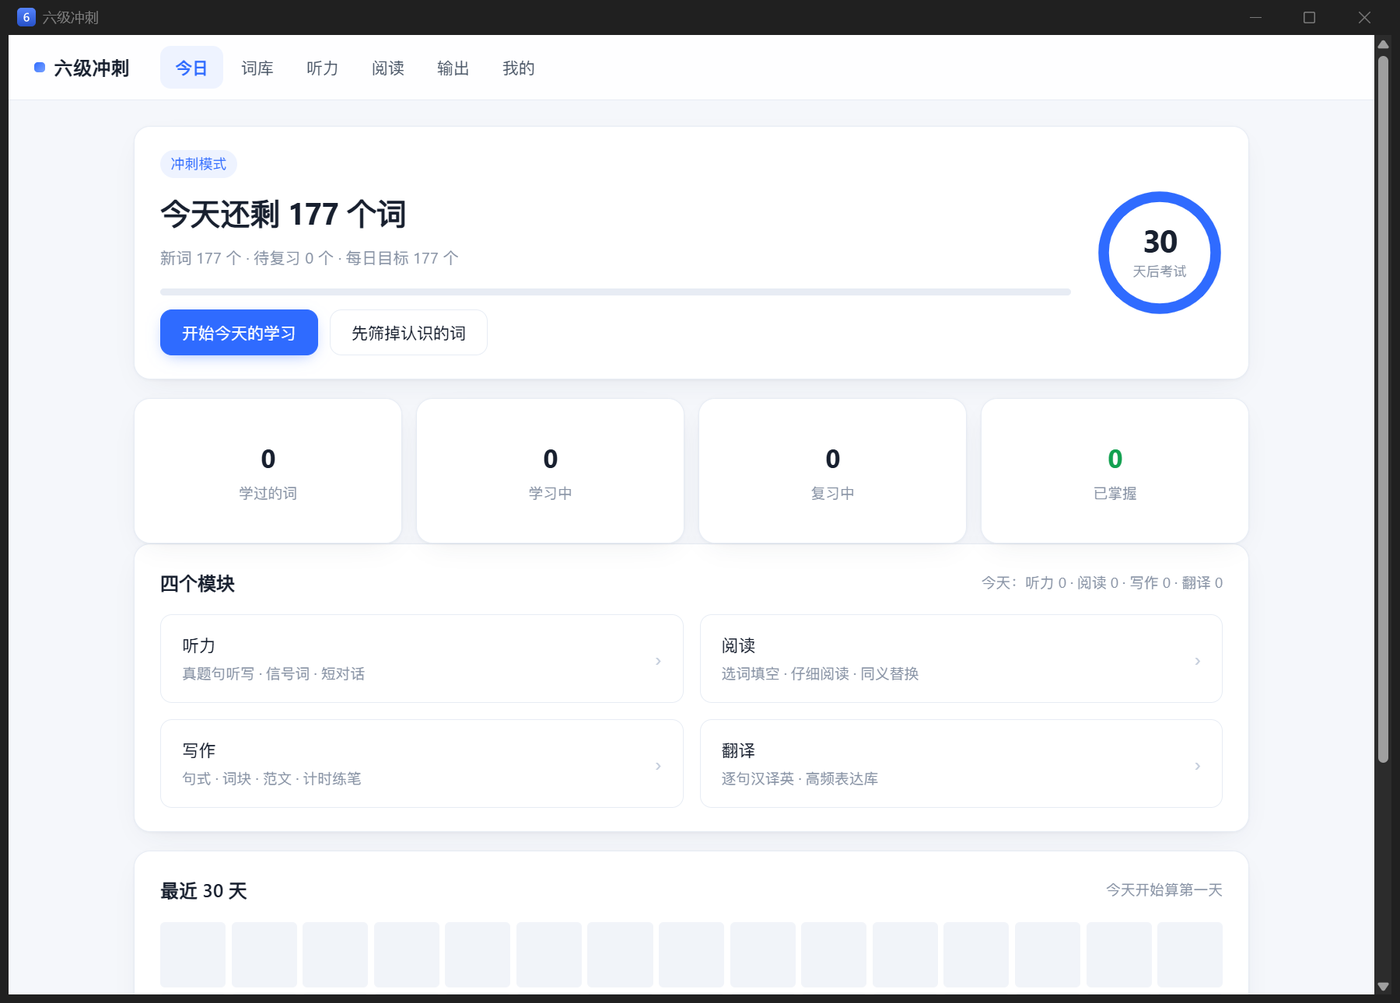 6 六级冲刺
六级冲刺 今日 词库 听力 阅读 输出 我的
冲刺模式
今天还剩 177 个词
新词 177 个 · 待复习 0 个 · 每日目标 177 个
30
天后考试
开始今天的学习 先筛掉认识的词
0
学过的词
0
学习中
0
复习中
0
已掌握
四个模块
今天：听力 0 · 阅读 0 · 写作 0 · 翻译 0
听力
真题句听写 · 信号词 · 短对话
阅读
选词填空 · 仔细阅读 · 同义替换
写作
句式 · 词块 · 范文 · 计时练笔
翻译
逐句汉译英 · 高频表达库
最近 30 天
今天开始算第一天